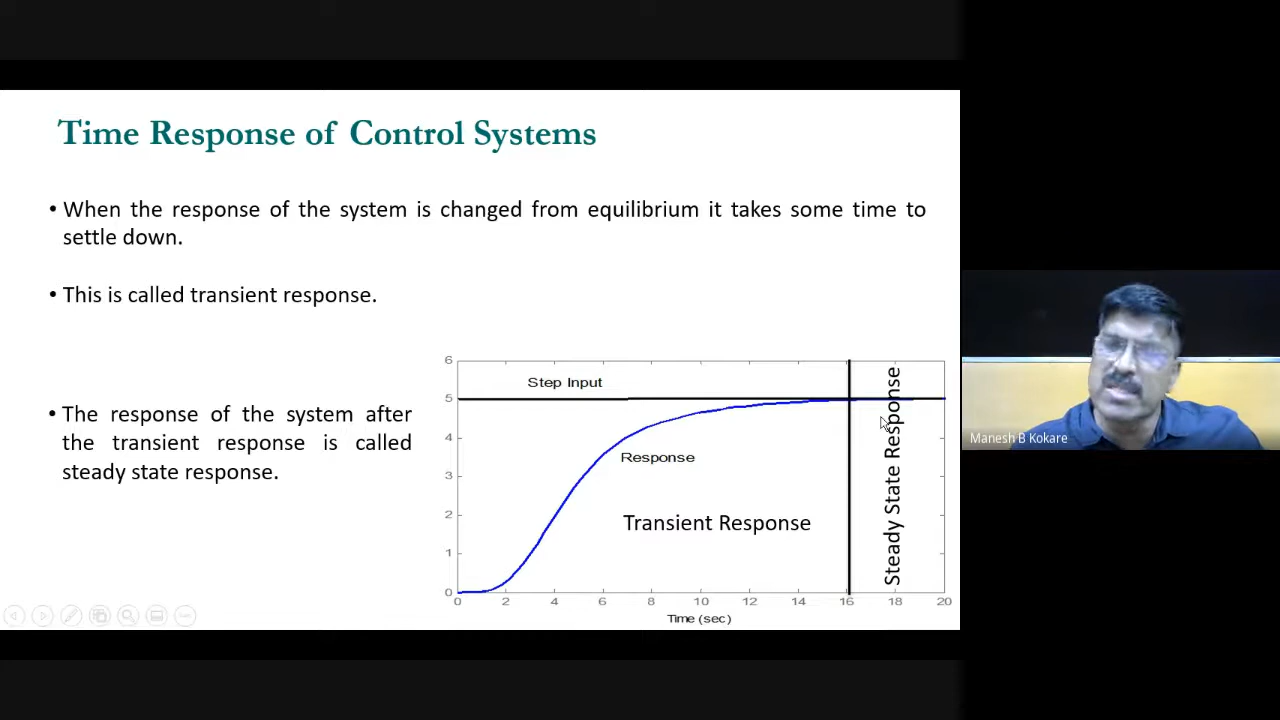 Time Response of Control Systems
• When the response of the system is changed from equilibrium it takes some time to
settle down.
• This is called transient response.
• The response of the system after
the transient response is called
steady state response.
6
5
4
3
2
1
0
Step Input
Response
Transient Response
Steady State Response
0 2 4 6 8 10 12 14 16 18 20
Time (sec)
Manesh B Kokare